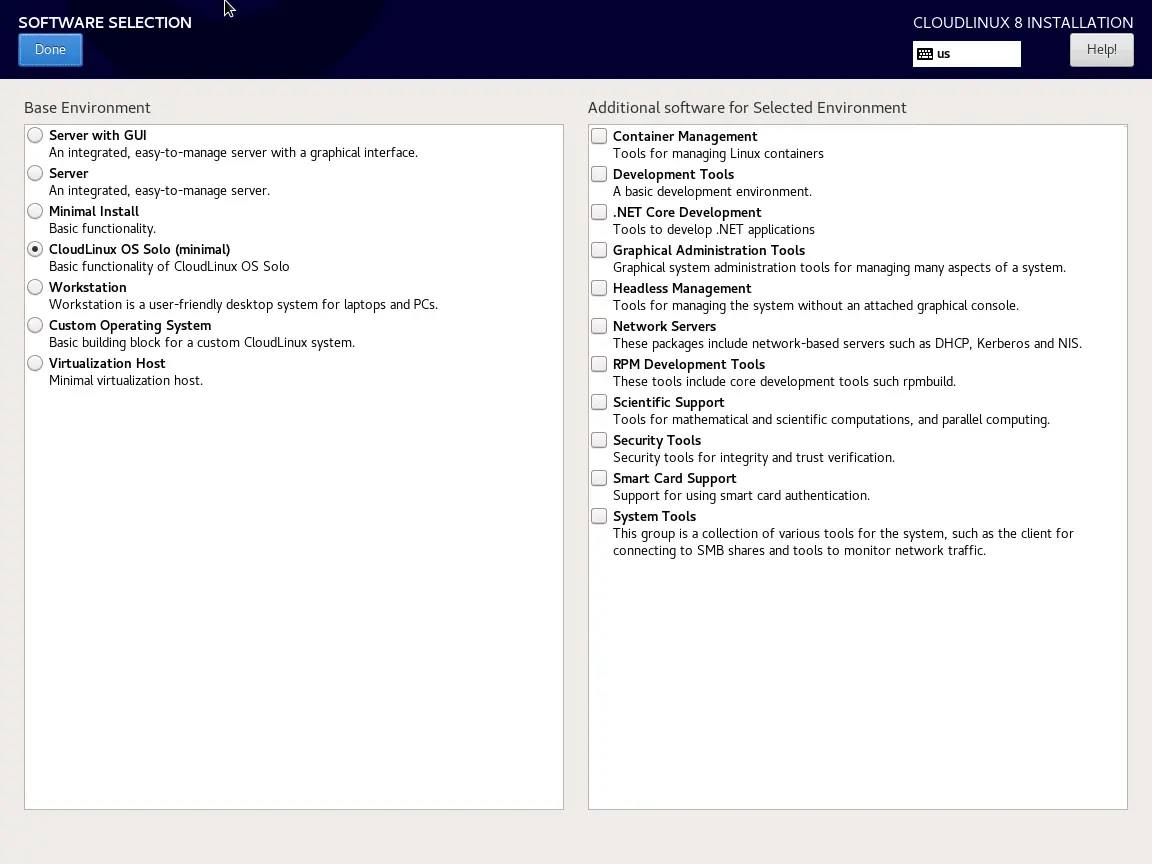 SOFTWARE SELECTION
CLOUDLINUX 8 INSTALLATION
Done
us
Help!
Base Environment
Server with GUI
An integrated, easy-to-manage server with a graphical interface.
Server
An integrated, easy-to-manage server.
Minimal Install
Basic functionality.
CloudLinux OS Solo (minimal)
Basic functionality of CloudLinux OS Solo
Workstation
Workstation is a user-friendly desktop system for laptops and PCs.
Custom Operating System
Basic building block for a custom CloudLinux system.
Virtualization Host
Minimal virtualization host.
Additional software for Selected Environment
Container Management
Tools for managing Linux containers
Development Tools
A basic development environment.
.NET Core Development
Tools to develop .NET applications
Graphical Administration Tools
Graphical system administration tools for managing many aspects of a system.
Headless Management
Tools for managing the system without an attached graphical console.
Network Servers
These packages include network-based servers such as DHCP, Kerberos and NIS.
RPM Development Tools
These tools include core development tools such rpmbuild.
Scientific Support
Tools for mathematical and scientific computations, and parallel computing.
Security Tools
Security tools for integrity and trust verification.
Smart Card Support
Support for using smart card authentication.
System Tools
This group is a collection of various tools for the system, such as the client for
connecting to SMB shares and tools to monitor network traffic.